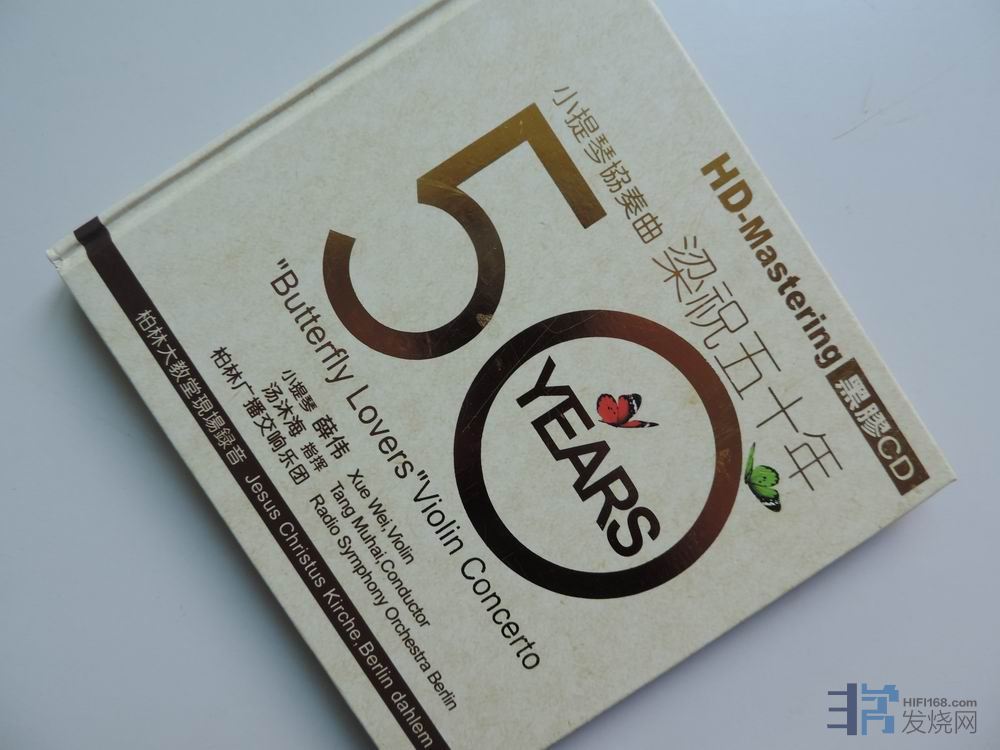 HD-Mastering 黑膠CD
小提琴協奏曲 梁祝五十年
50
YEARS
"Butterfly Lovers"Violin Concerto
小提琴 薛伟 Xue Wei,Violin
汤沐海 指挥 Tang Muhai,Conductor
柏林广播交响乐团 Radio Symphony Orchestra Berlin
柏林大教堂現場録音 Jesus Christus Kirche,Berlin dahlem
HIFI168.com
发烧网